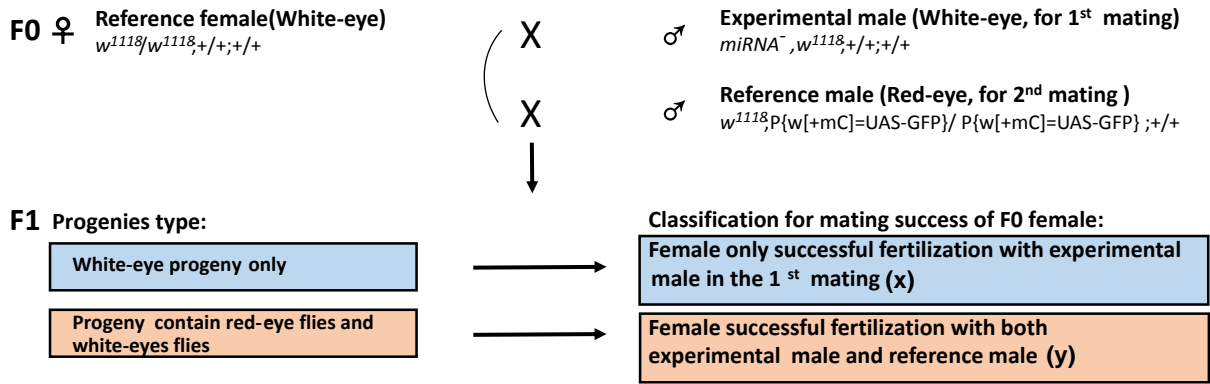 F0 ♀ Reference female(White-eye)
w¹¹¹⁸/w¹¹¹⁸;+/+;+/+
X
X
♂ Experimental male (White-eye, for 1st mating)
miRNA⁻ ,w¹¹¹⁸;+/+;+/+
♂ Reference male (Red-eye, for 2nd mating )
w¹¹¹⁸;P{w[+mC]=UAS-GFP}/ P{w[+mC]=UAS-GFP} ;+/+
F1 Progenies type:
Classification for mating success of F0 female:
White-eye progeny only
Female only successful fertilization with experimental
male in the 1 st mating (x)
Progeny contain red-eye flies and
white-eyes flies
Female successful fertilization with both
experimental male and reference male (y)